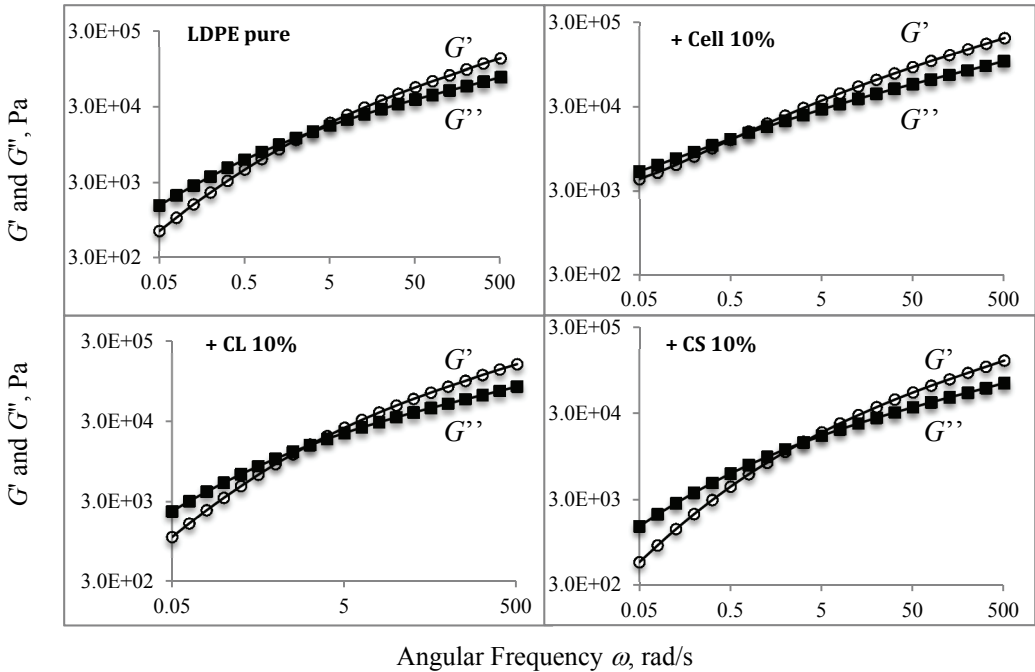 LDPE pure
G’
G’’
3.0E+05
3.0E+04
3.0E+03
3.0E+02
0.05
0.5
5
50
500
+ Cell 10%
G’
G’’
3.0E+05
3.0E+04
3.0E+03
3.0E+02
0.05
0.5
5
50
500
G' and G", Pa
+ CL 10%
G’
G’’
3.0E+05
3.0E+04
3.0E+03
3.0E+02
0.05
5
500
+ CS 10%
G’
G’’
3.0E+05
3.0E+04
3.0E+03
3.0E+02
0.05
0.5
5
50
500
G' and G", Pa
Angular Frequency ω, rad/s